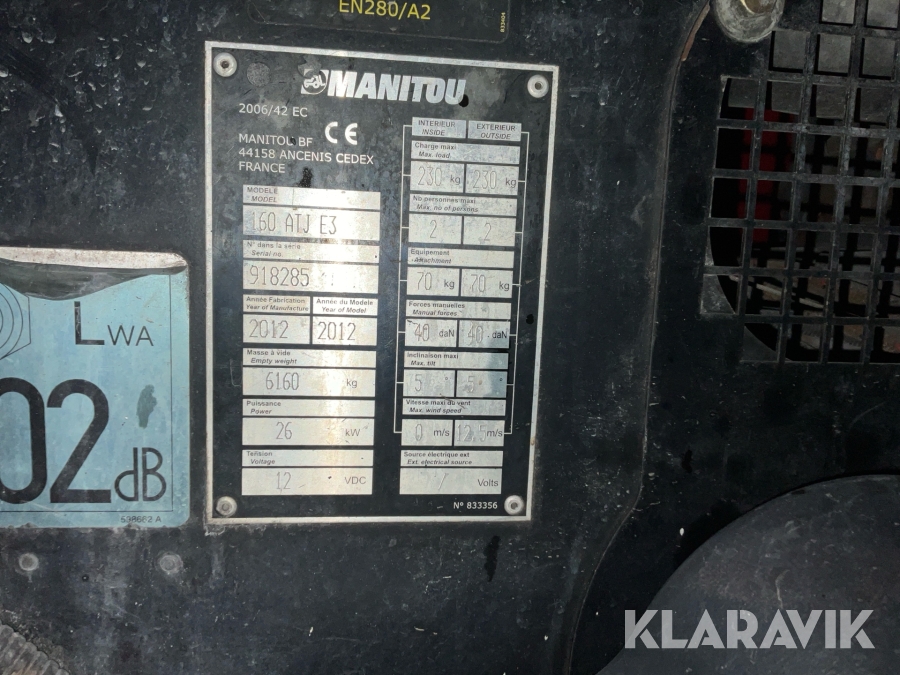 EN280/A2
833404
MANITOU
2006/42 EC
CE
MANITOU BF
44158 ANCENIS CEDEX
FRANCE
MODELE
MODEL
160 ATJ E3
N° dans la série
Serial no.
918285
Année Fabrication
Year of Manufacture
Année du Modele
Year of Model
2012 2012
Masse à vide
Empty weight
6160 kg
Puissance
Power
26 kW
Tension
Voltage
12 VDC
INTERIEUR
INSIDE
EXTERIEUR
OUTSIDE
Charge maxi
Max. load
230 kg 230 kg
Nb personnes maxi
Max. no of persons
2 2
Equipement
Attachment
70 kg 70 kg
Forces manuelles
Manual forces
40 daN 40 daN
Inclinaison maxi
Max. tilt
5 ° 5 °
Vitesse maxi du vent
Max. wind speed
0 m/s 12,5 m/s
Source électrique ext
Ext. electrical source
/ Volts
N° 833356
LWA
02 dB
KLARAVIK